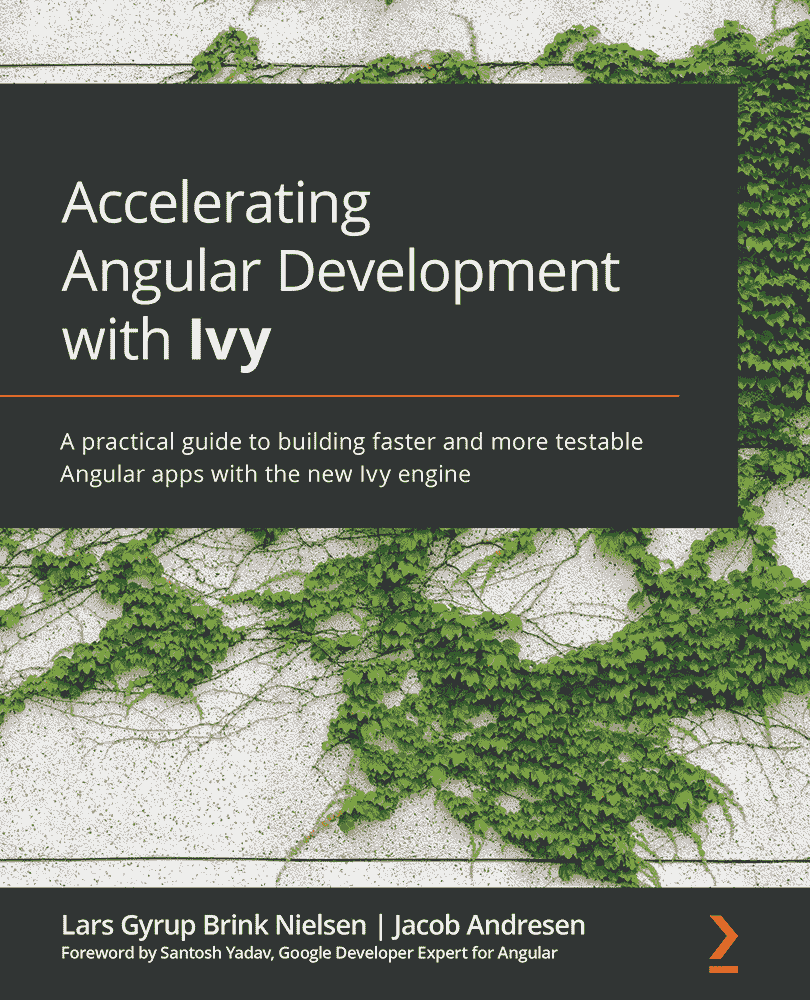 Accelerating
Angular Development
with Ivy
A practical guide to building faster and more testable
Angular apps with the new Ivy engine
Lars Gyrup Brink Nielsen | Jacob Andresen
Foreword by Santosh Yadav, Google Developer Expert for Angular